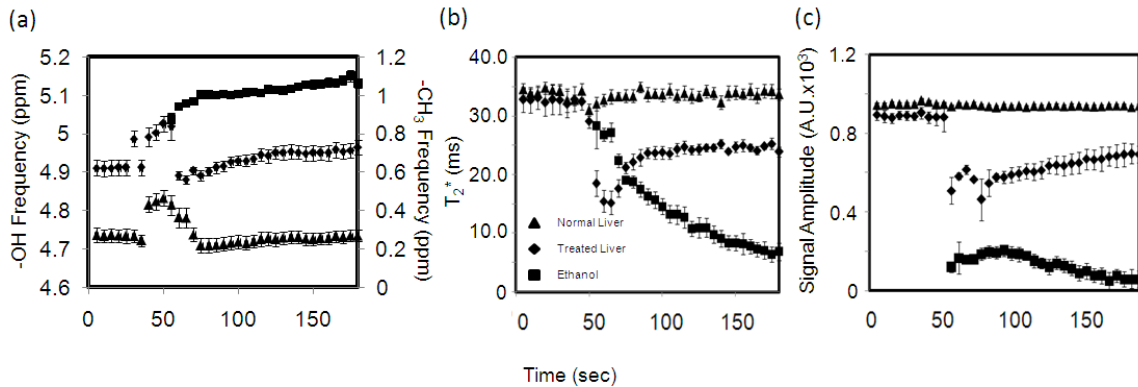 (a)
-OH Frequency (ppm)
5.2
5.1
5
4.9
4.8
4.7
4.6
1.2
1
0.8
0.6
0.4
0.2
0
-CH3 Frequency (ppm)
0 50 100 150
(b)
T2* (ms)
40.0
30.0
20.0
10.0
0.0
Normal Liver
Treated Liver
Ethanol
0 50 100 150
(c)
Signal Amplitude (A.U.x10³)
1.2
0.8
0.4
0
0 50 100 150
Time (sec)